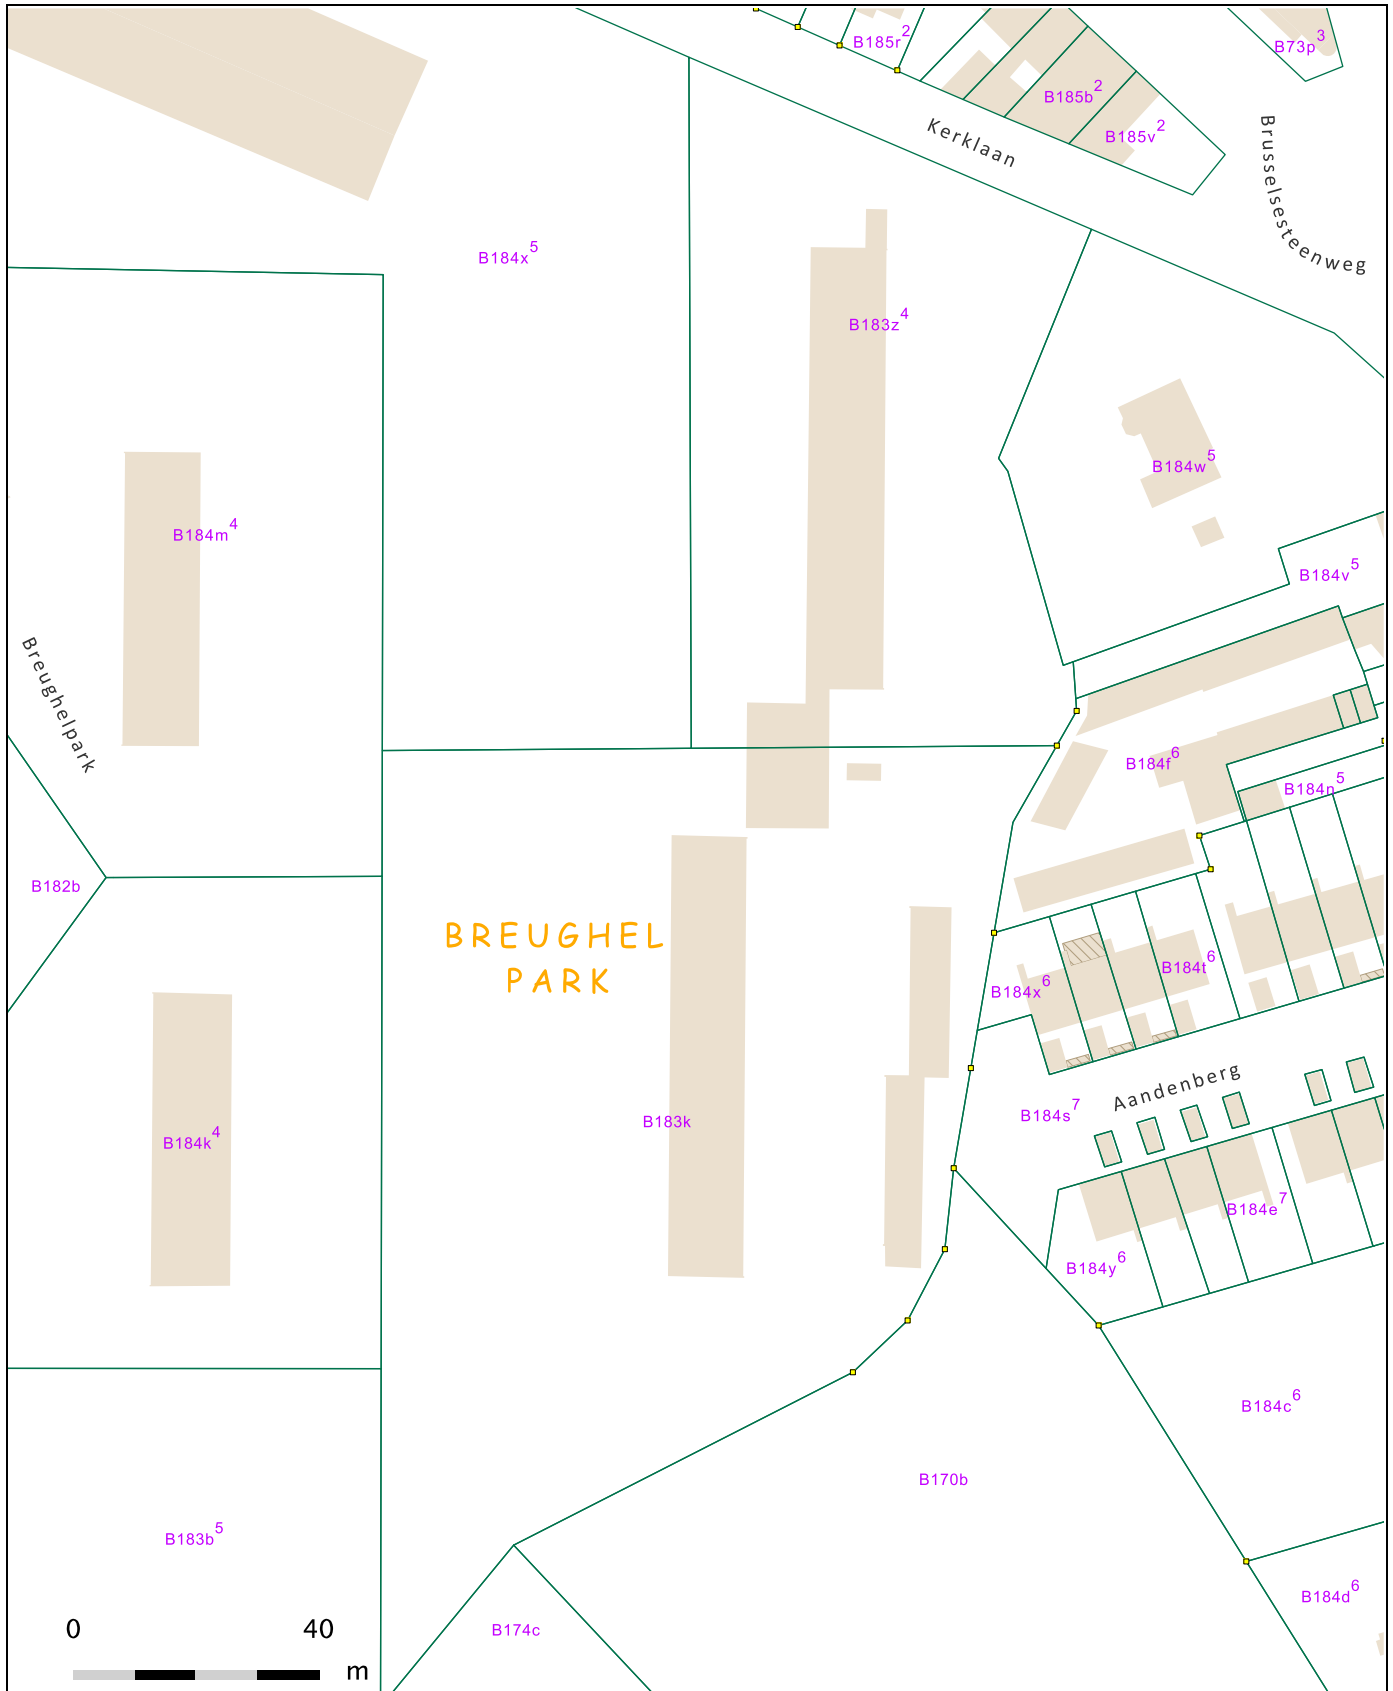 B185r²
B73p³
B185b²
B185v²
Kerklaan
Brusselsesteenweg
B184x⁵
B183z⁴
B184w⁵
B184m⁴
B184v⁵
Breughelpark
B184f⁶
B184n⁵
B182b
BREUGHEL
PARK
B184t⁶
B184x⁶
Aandenberg
B184s⁷
B183k
B184k⁴
B184e⁷
B184y⁶
B184c⁶
B170b
B183b⁵
B184d⁶
B174c
0 40
m